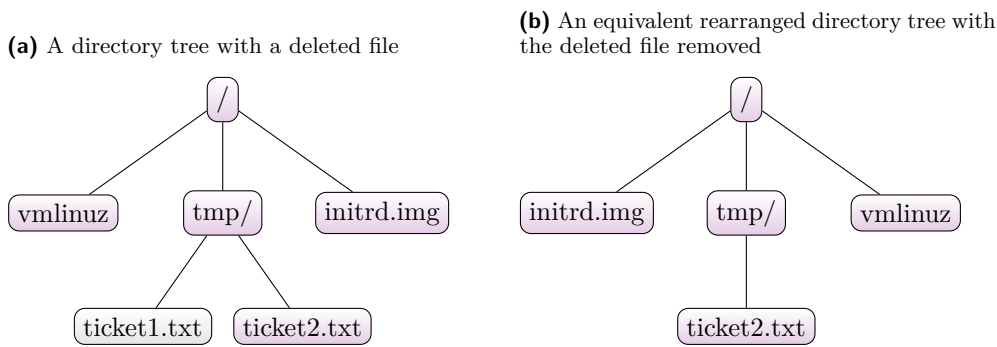 (a) A directory tree with a deleted file
/
vmlinuz
tmp/
initrd.img
ticket1.txt
ticket2.txt
(b) An equivalent rearranged directory tree with
the deleted file removed
/
initrd.img
tmp/
vmlinuz
ticket2.txt